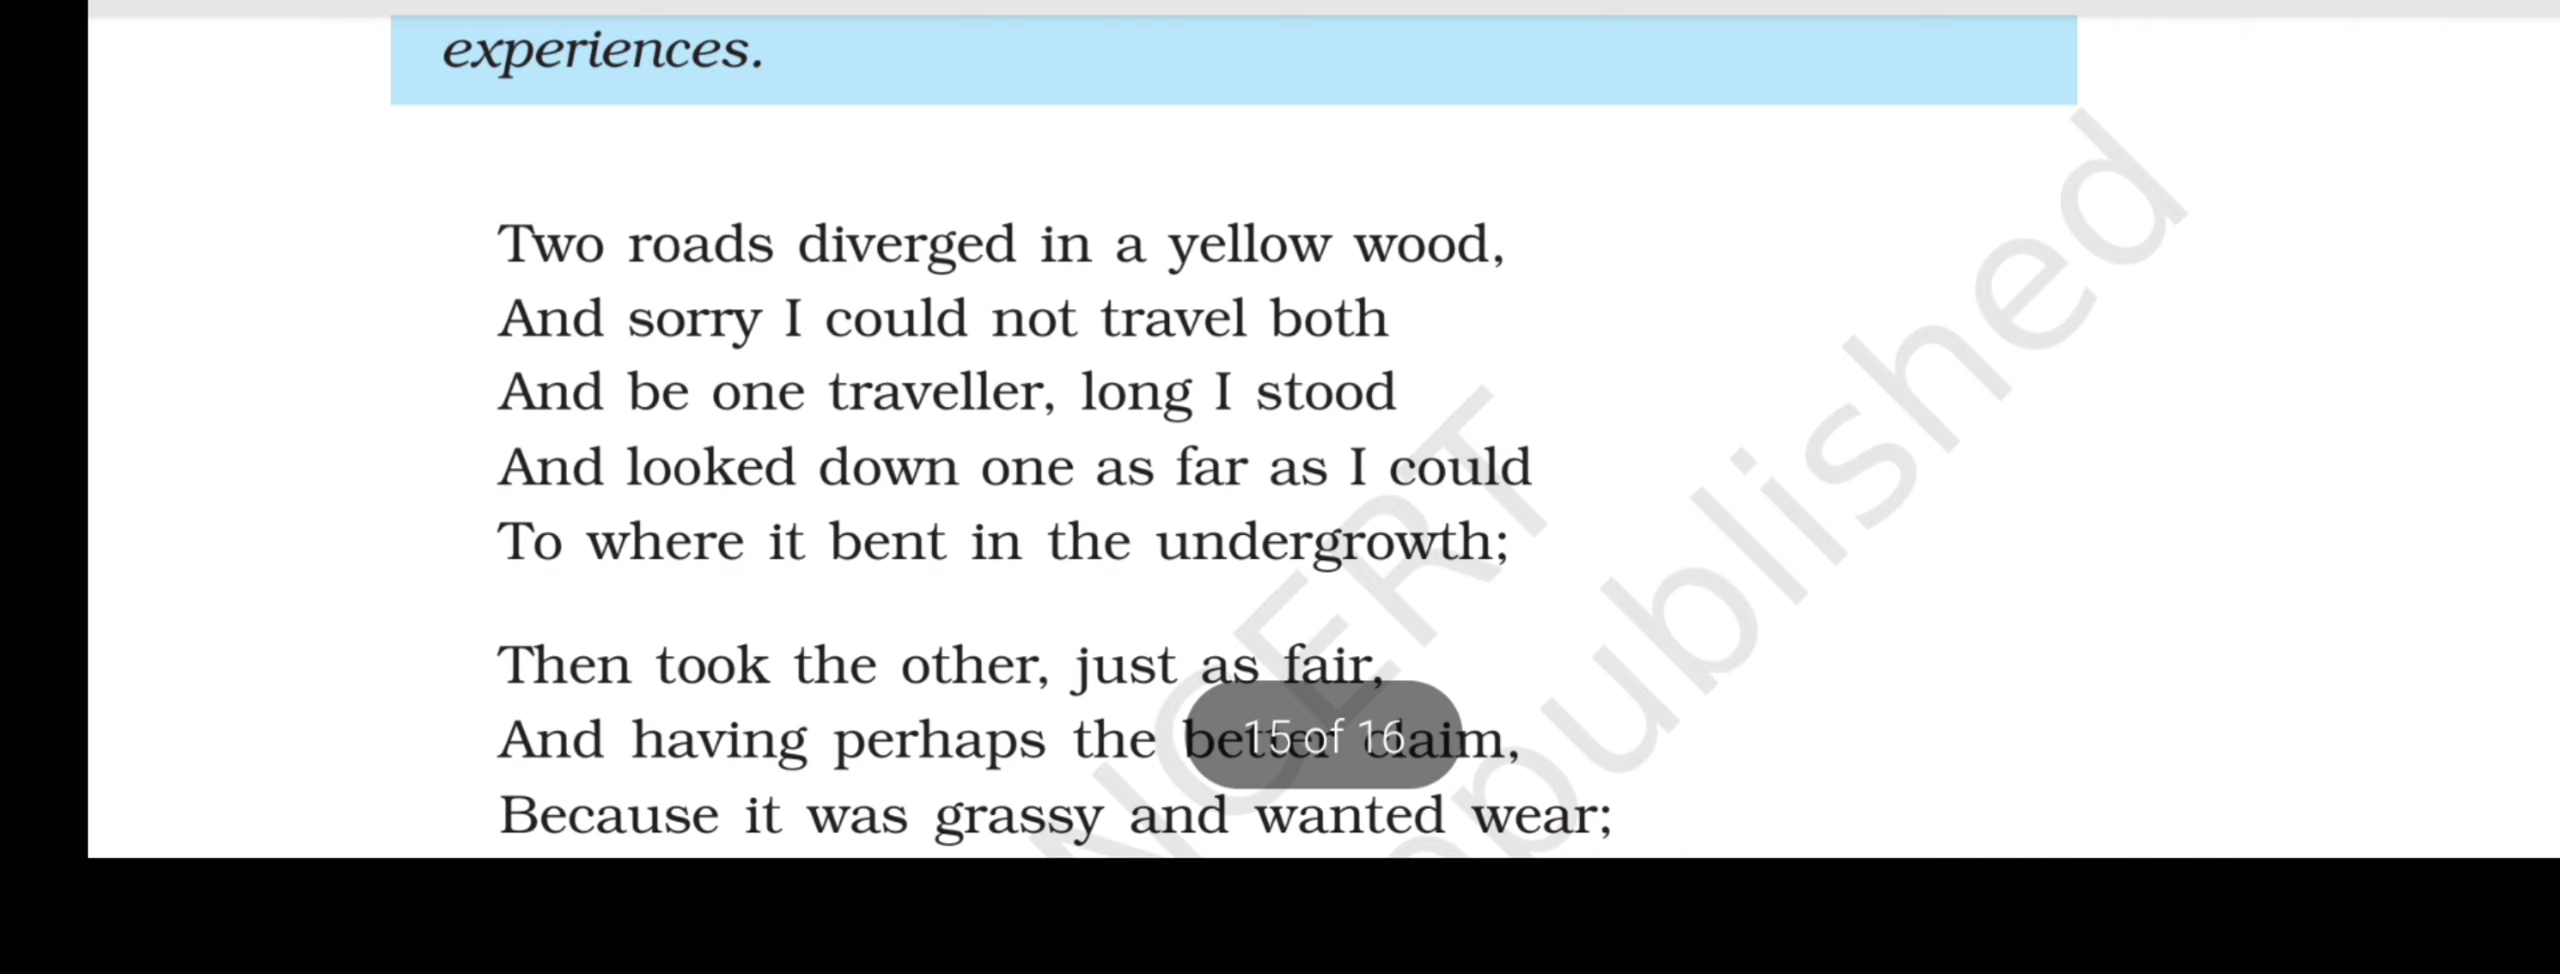 experiences.
Two roads diverged in a yellow wood,
And sorry I could not travel both
And be one traveller, long I stood
And looked down one as far as I could
To where it bent in the undergrowth;
Then took the other, just as fair,
And having perhaps the better claim,
15 of 16
Because it was grassy and wanted wear;
NCERT
published